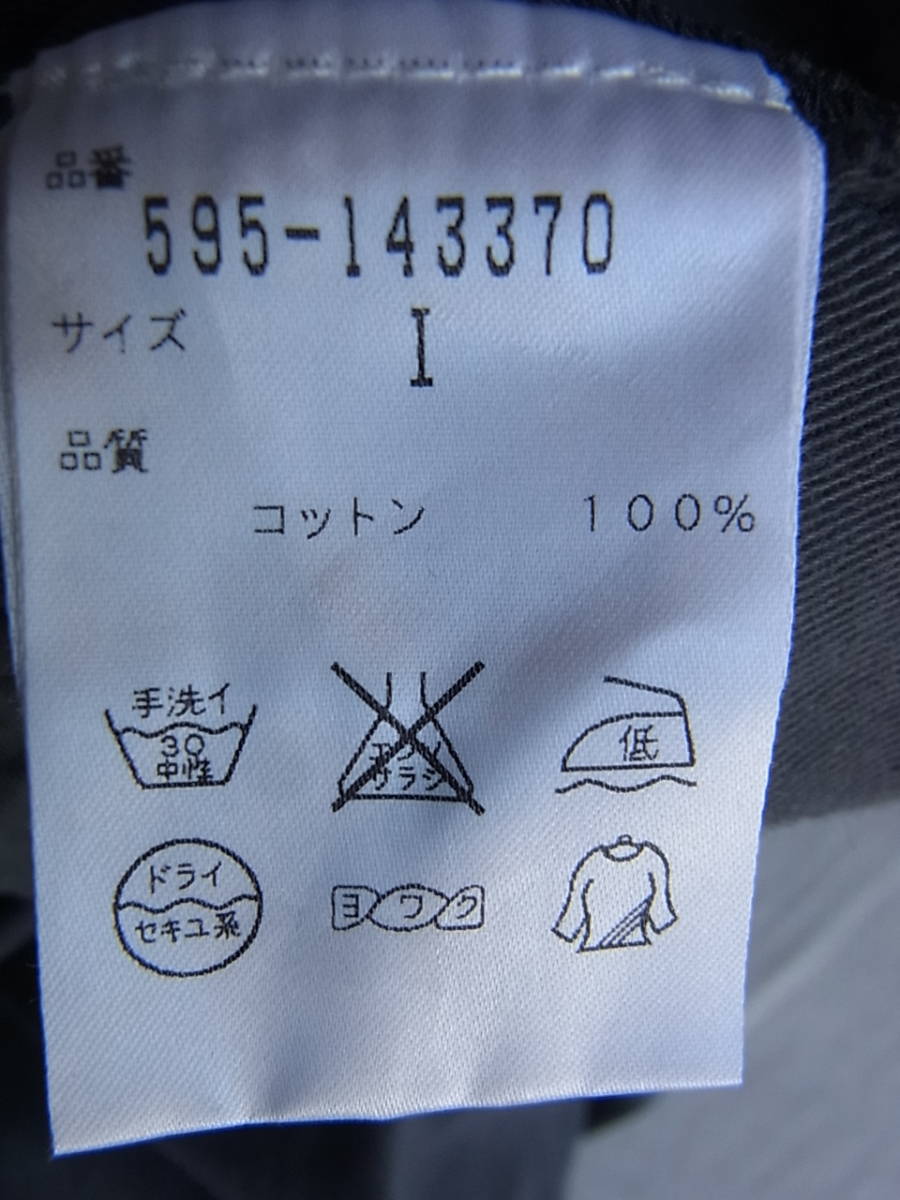 品番
595-143370
サイズ I
品質
コットン 100%
手洗イ
30
中性
エンソ
サラシ
低
ドライ
セキユ系
ヨワク